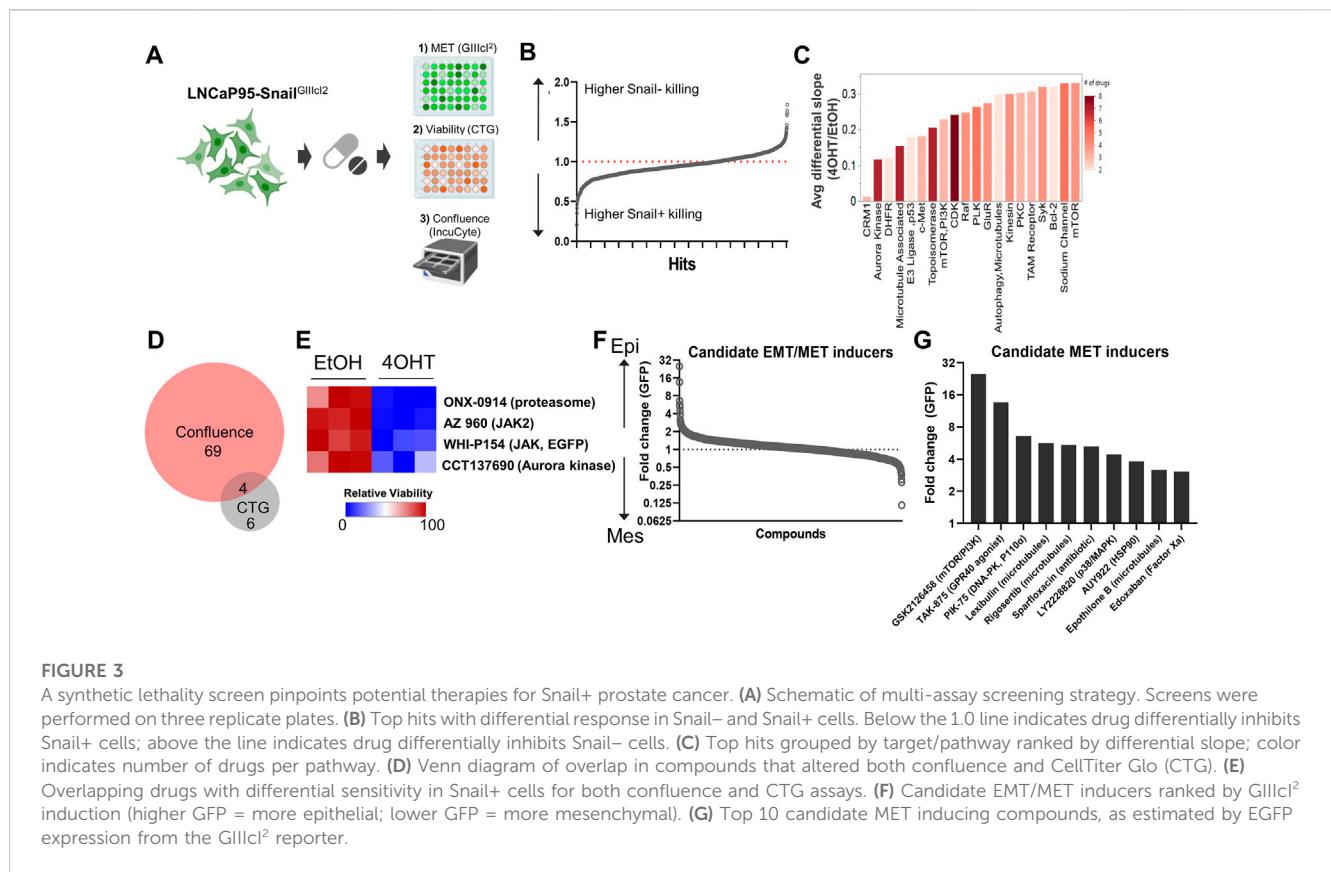 A
LNCaP95-Snail^GIIIcl2
1) MET (GIIIcl²)
2) Viability (CTG)
3) Confluence
(IncuCyte)
B
2.0
1.5
1.0
0.5
0.0
Higher Snail- killing
Higher Snail+ killing
Hits
C
Avg differential slope
(4OHT/EtOH)
0.3
0.2
0.1
0
# of drugs
8
7
6
5
4
3
2
CRM1
Aurora Kinase
DHFR
Microtubule Associated
E3 Ligase ,p53
c-Met
Topoisomerase
mTOR,PI3K
CDK
Raf
PLK
GluR
Autophagy,Microtubules
Kinesin
PKC
TAM Receptor
Syk
Bcl-2
Sodium Channel
mTOR
D
Confluence
69
4
CTG
6
E
EtOH 4OHT
ONX-0914 (proteasome)
AZ 960 (JAK2)
WHI-P154 (JAK, EGFP)
CCT137690 (Aurora kinase)
Relative Viability
0 100
F
Epi
Mes
Candidate EMT/MET inducers
Fold change (GFP)
32
16
8
4
2
1
0.5
0.25
0.125
0.0625
Compounds
G
Candidate MET inducers
Fold change (GFP)
32
16
8
4
2
1
GSK2126458 (mTOR/PI3K)
TAK-875 (GPR40 agonist)
PIK-75 (DNA-PK, P110α)
Lexibulin (microtubules)
Rigosertib (microtubules)
Sparfloxacin (antibiotic)
LY2228820 (p38/MAPK)
AUY922 (HSP90)
Epothilone B (microtubules)
Edoxaban (Factor Xa)
FIGURE 3
A synthetic lethality screen pinpoints potential therapies for Snail+ prostate cancer. (A) Schematic of multi-assay screening strategy. Screens were
performed on three replicate plates. (B) Top hits with differential response in Snail– and Snail+ cells. Below the 1.0 line indicates drug differentially inhibits
Snail+ cells; above the line indicates drug differentially inhibits Snail– cells. (C) Top hits grouped by target/pathway ranked by differential slope; color
indicates number of drugs per pathway. (D) Venn diagram of overlap in compounds that altered both confluence and CellTiter Glo (CTG). (E)
Overlapping drugs with differential sensitivity in Snail+ cells for both confluence and CTG assays. (F) Candidate EMT/MET inducers ranked by GIIIcl²
induction (higher GFP = more epithelial; lower GFP = more mesenchymal). (G) Top 10 candidate MET inducing compounds, as estimated by EGFP
expression from the GIIIcl² reporter.